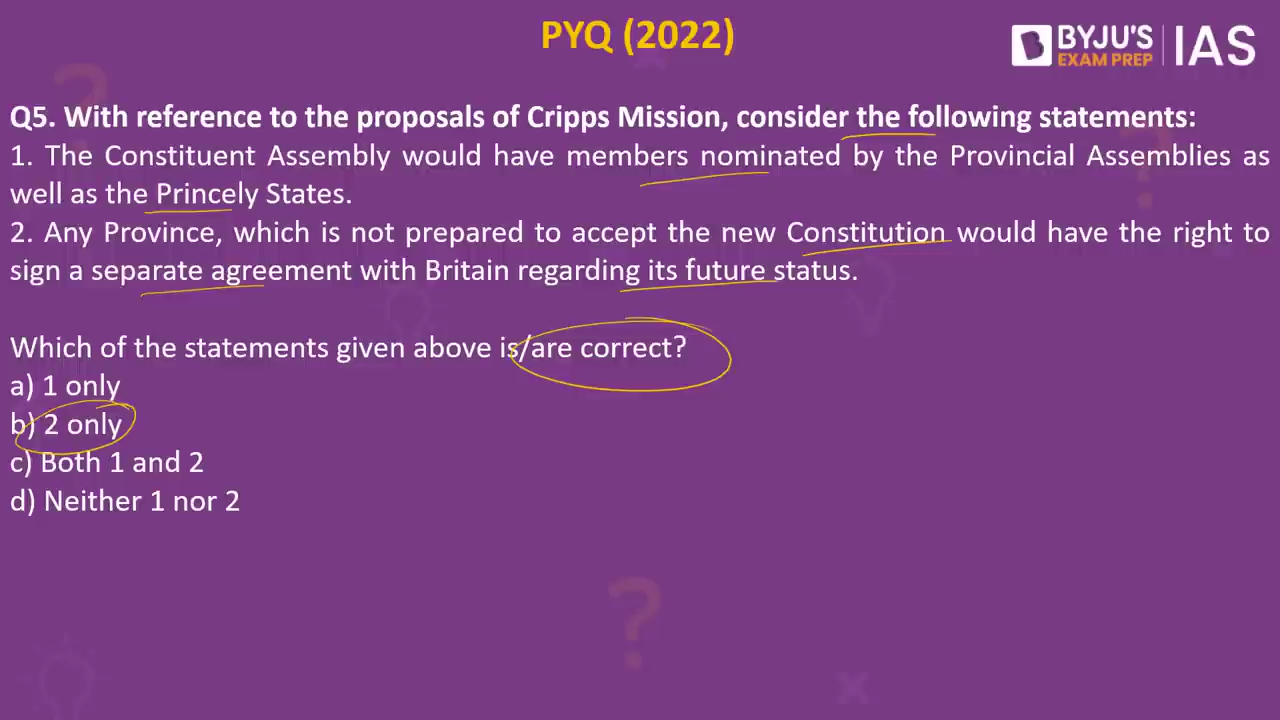 PYQ (2022)
BYJU'S
EXAM PREP
IAS
Q5. With reference to the proposals of Cripps Mission, consider the following statements:
1. The Constituent Assembly would have members nominated by the Provincial Assemblies as
well as the Princely States.
2. Any Province, which is not prepared to accept the new Constitution would have the right to
sign a separate agreement with Britain regarding its future status.
Which of the statements given above is/are correct?
a) 1 only
b) 2 only
c) Both 1 and 2
d) Neither 1 nor 2